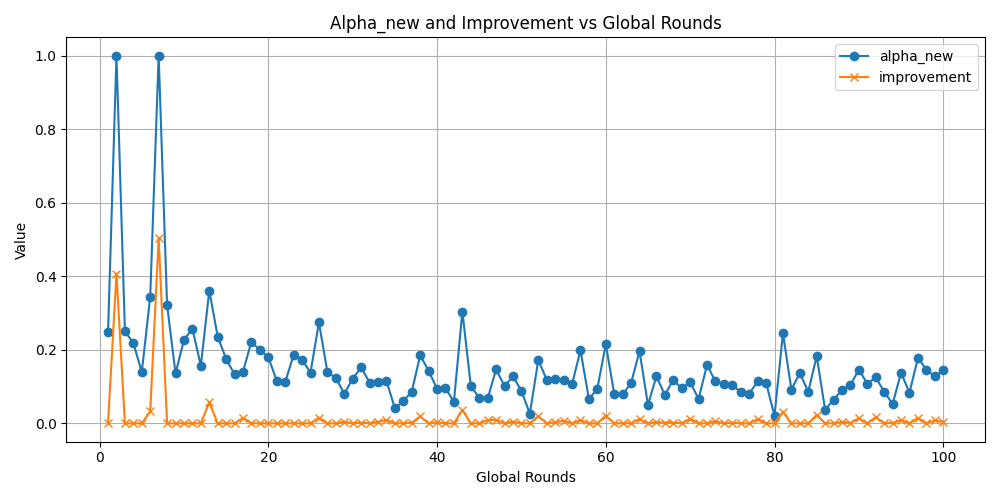 Alpha_new and Improvement vs Global Rounds
alpha_new
improvement
Value
1.0
0.8
0.6
0.4
0.2
0.0
0
20
40
60
80
100
Global Rounds